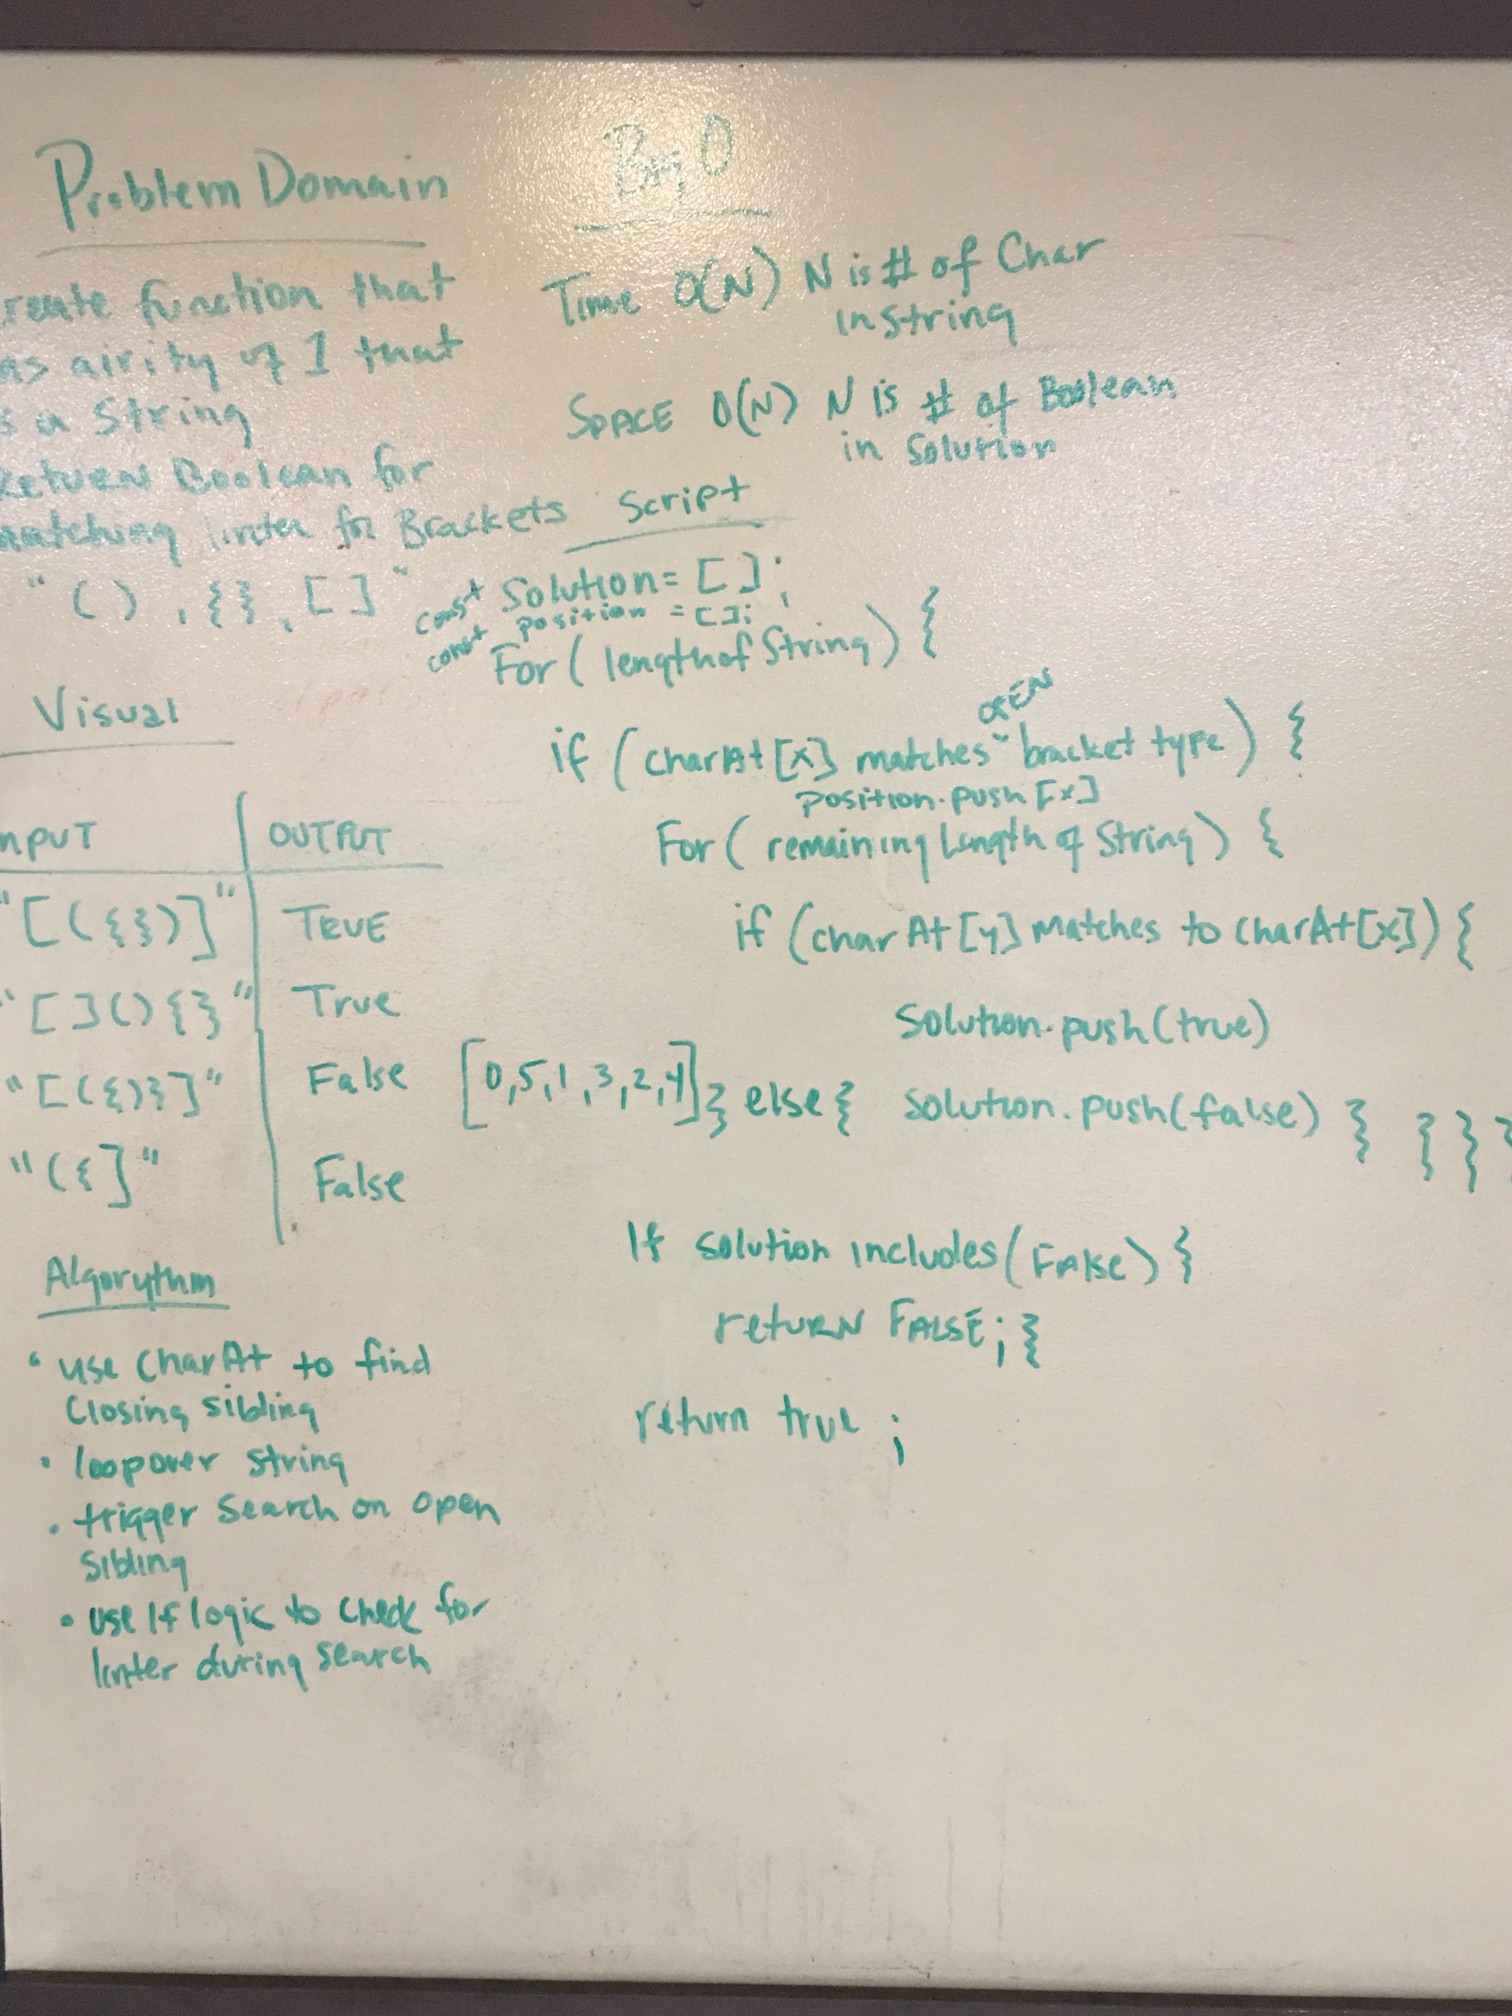 Problem Domain
reate function that
as airity of 1 that
s a String
Return Boolean for
matching linter for Brackets
"(), {}, []"
Visual
NPUT OUTPUT
"[({})]" TRUE
"[](){}" True
"[({)}]" False [0,5,1,3,2,4]
"({]" False
Algorythm
• use charAt to find
closing sibling
• loop over string
• trigger search on open
sibling
• use if logic to check for
linter during search
Big O
Time O(N) N is # of Char
in string
SPACE O(N) N is # of Boolean
in Solution
Script
const Solution = [];
const position = [];
For (length of String) {
OPEN
if (charAt[x] matches bracket type) {
position.push[x]
For (remaining Length of String) {
if (charAt[y] matches to charAt[x]) {
Solution.push(true)
} else { solution.push(false) } } } }
If solution includes(False) {
return FALSE; }
return true ;